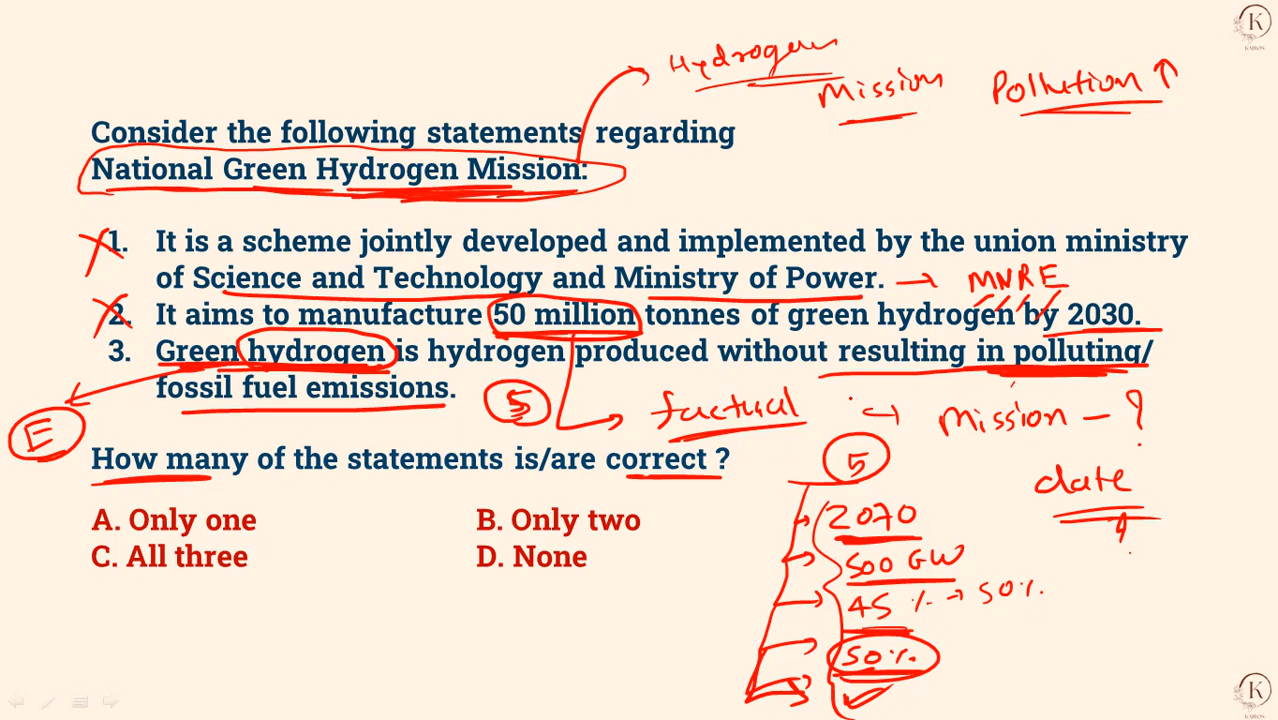 K
KAIROS
Hydrogen
Mission Pollution ↑
Consider the following statements regarding
National Green Hydrogen Mission:
1. It is a scheme jointly developed and implemented by the union ministry
of Science and Technology and Ministry of Power. → MNRE
2. It aims to manufacture 50 million tonnes of green hydrogen by 2030.
3. Green hydrogen is hydrogen produced without resulting in polluting/
fossil fuel emissions.
E
5 factual → Mission - ?
How many of the statements is/are correct ?
5
date
A. Only one B. Only two
C. All three D. None
2070
500 GW
45 % → 50%.
50%.
K
KAIROS